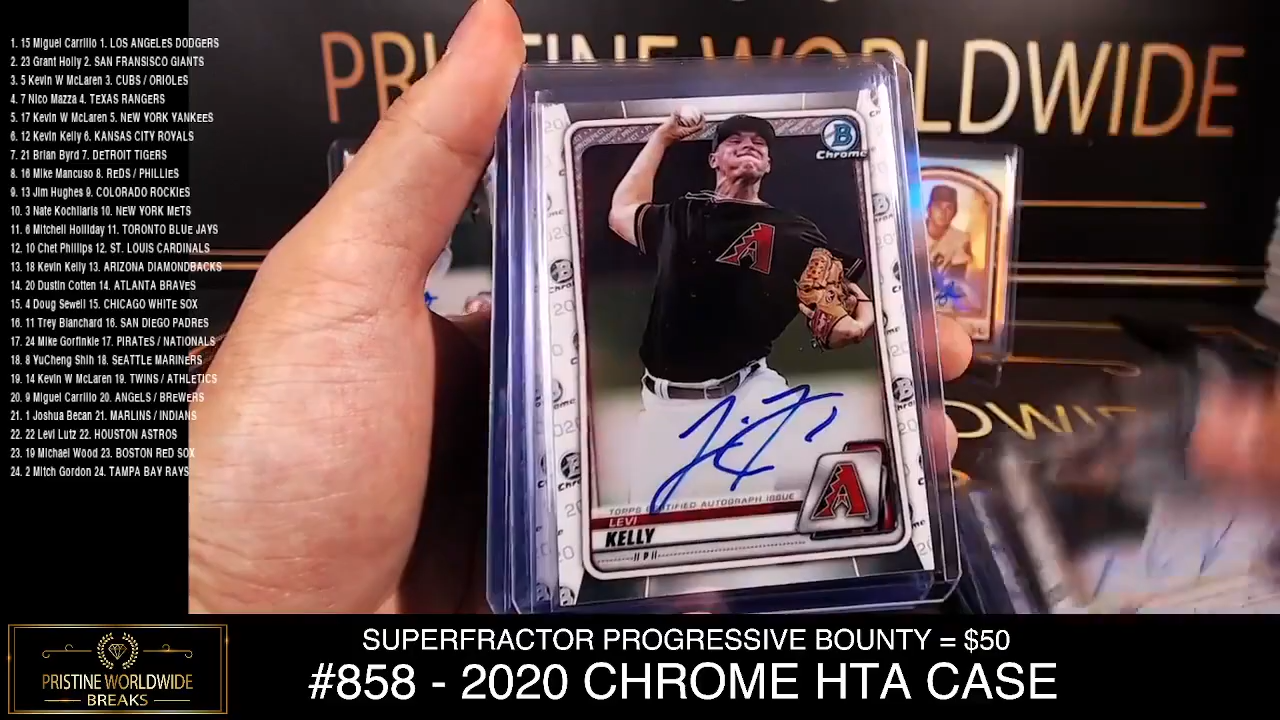 1. 15 Miguel Carrillo 1. LOS ANGELES DODGERS
2. 23 Grant Holly 2. SAN FRANSISCO GIANTS
3. 5 Kevin W McLaren 3. CUBS / ORIOLES
4. 7 Nico Mazza 4. TEXAS RANGERS
5. 17 Kevin W McLaren 5. NEW YORK YANKEES
6. 12 Kevin Kelly 6. KANSAS CITY ROYALS
7. 21 Brian Byrd 7. DETROIT TIGERS
8. 16 Mike Mancuso 8. REDS / PHILLIES
9. 13 Jim Hughes 9. COLORADO ROCKIES
10. 3 Nate Kochilaris 10. NEW YORK METS
11. 6 Mitchell Holliday 11. TORONTO BLUE JAYS
12. 10 Chet Phillips 12. ST. LOUIS CARDINALS
13. 18 Kevin Kelly 13. ARIZONA DIAMONDBACKS
14. 20 Dustin Cotten 14. ATLANTA BRAVES
15. 4 Doug Sewell 15. CHICAGO WHITE SOX
16. 11 Trey Blanchard 16. SAN DIEGO PADRES
17. 24 Mike Gorfinkle 17. PIRATES / NATIONALS
18. 8 YuCheng Shih 18. SEATTLE MARINERS
19. 14 Kevin W McLaren 19. TWINS / ATHLETICS
20. 9 Miguel Carrillo 20. ANGELS / BREWERS
21. 1 Joshua Becan 21. MARLINS / INDIANS
22. 22 Levi Lutz 22. HOUSTON ASTROS
23. 19 Michael Wood 23. BOSTON RED SOX
24. 2 Mitch Gordon 24. TAMPA BAY RAYS
WORLDWIDE
B
Chrome
A
TOPPS CERTIFIED AUTOGRAPH ISSUE
LEVI
KELLY
P
A
PRISTINE WORLDWIDE
BREAKS
SUPERFRACTOR PROGRESSIVE BOUNTY = $50
#858 - 2020 CHROME HTA CASE